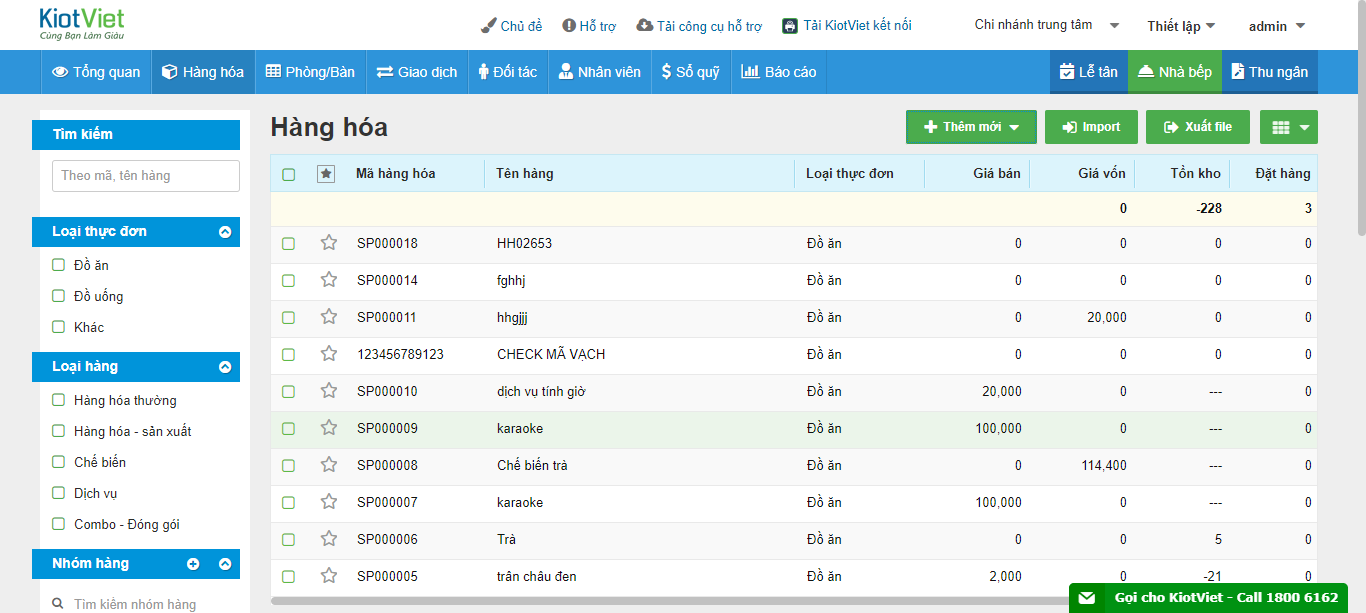 KiotViet
Cùng Bạn Làm Giàu
Chủ đề Hỗ trợ Tải công cụ hỗ trợ Tải KiotViet kết nối Chi nhánh trung tâm Thiết lập admin
Tổng quan Hàng hóa Phòng/Bàn Giao dịch Đối tác Nhân viên Sổ quỹ Báo cáo Lễ tân Nhà bếp Thu ngân
Tìm kiếm
Theo mã, tên hàng
Loại thực đơn
Đồ ăn
Đồ uống
Khác
Loại hàng
Hàng hóa thường
Hàng hóa - sản xuất
Chế biến
Dịch vụ
Combo - Đóng gói
Nhóm hàng
Tìm kiếm nhóm hàng
Hàng hóa
Thêm mới Import Xuất file
Mã hàng hóa Tên hàng Loại thực đơn Giá bán Giá vốn Tồn kho Đặt hàng
0 -228 3
SP000018 HH02653 Đồ ăn 0 0 0 0
SP000014 fghhj Đồ ăn 0 0 0 0
SP000011 hhgjjj Đồ ăn 0 20,000 0 0
123456789123 CHECK MÃ VẠCH Đồ ăn 0 0 0 0
SP000010 dịch vụ tính giờ Đồ ăn 20,000 0 --- 0
SP000009 karaoke Đồ ăn 100,000 0 --- 0
SP000008 Chế biến trà Đồ ăn 0 114,400 --- 0
SP000007 karaoke Đồ ăn 100,000 0 --- 0
SP000006 Trà Đồ ăn 0 0 5 0
SP000005 trân châu đen Đồ ăn 2,000 0 -21 0
Gọi cho KiotViet - Call 1800 6162